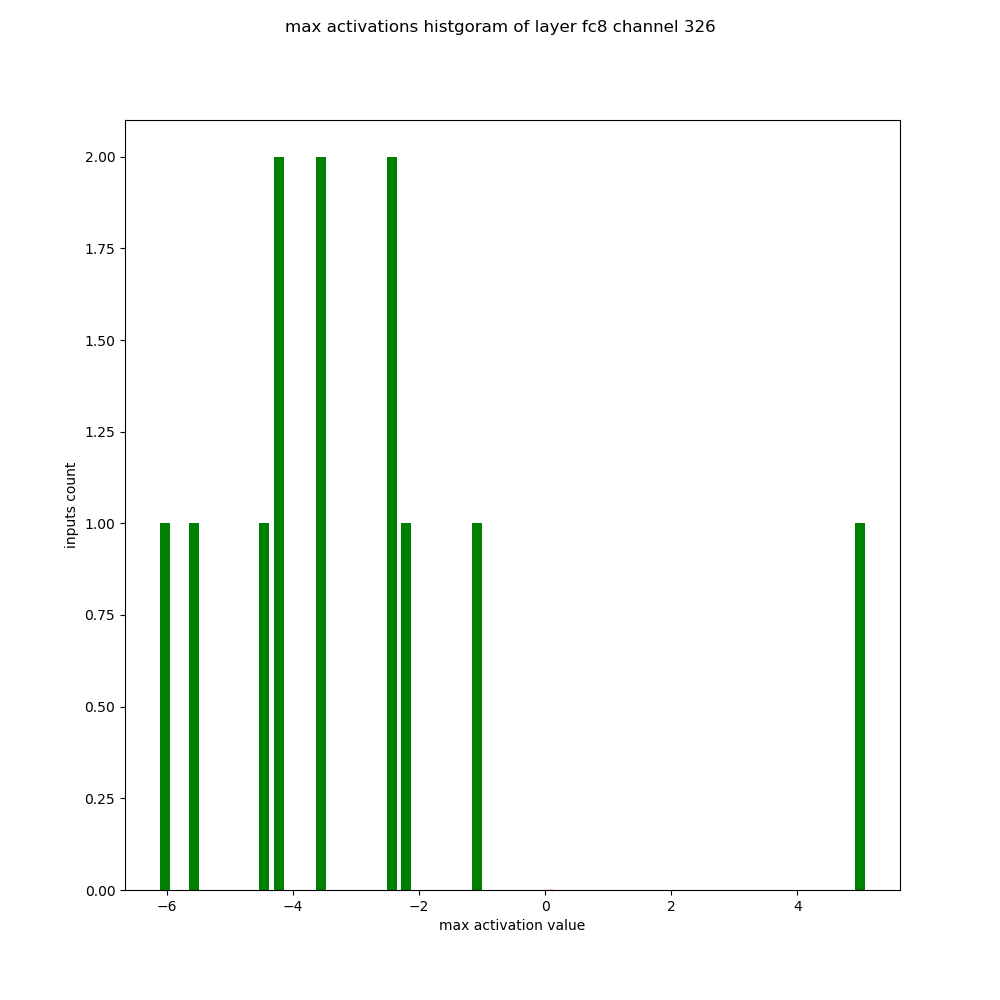 max activations histgoram of layer fc8 channel 326
2.00
1.75
1.50
1.25
1.00
0.75
0.50
0.25
0.00
inputs count
−6 −4 −2 0 2 4
max activation value